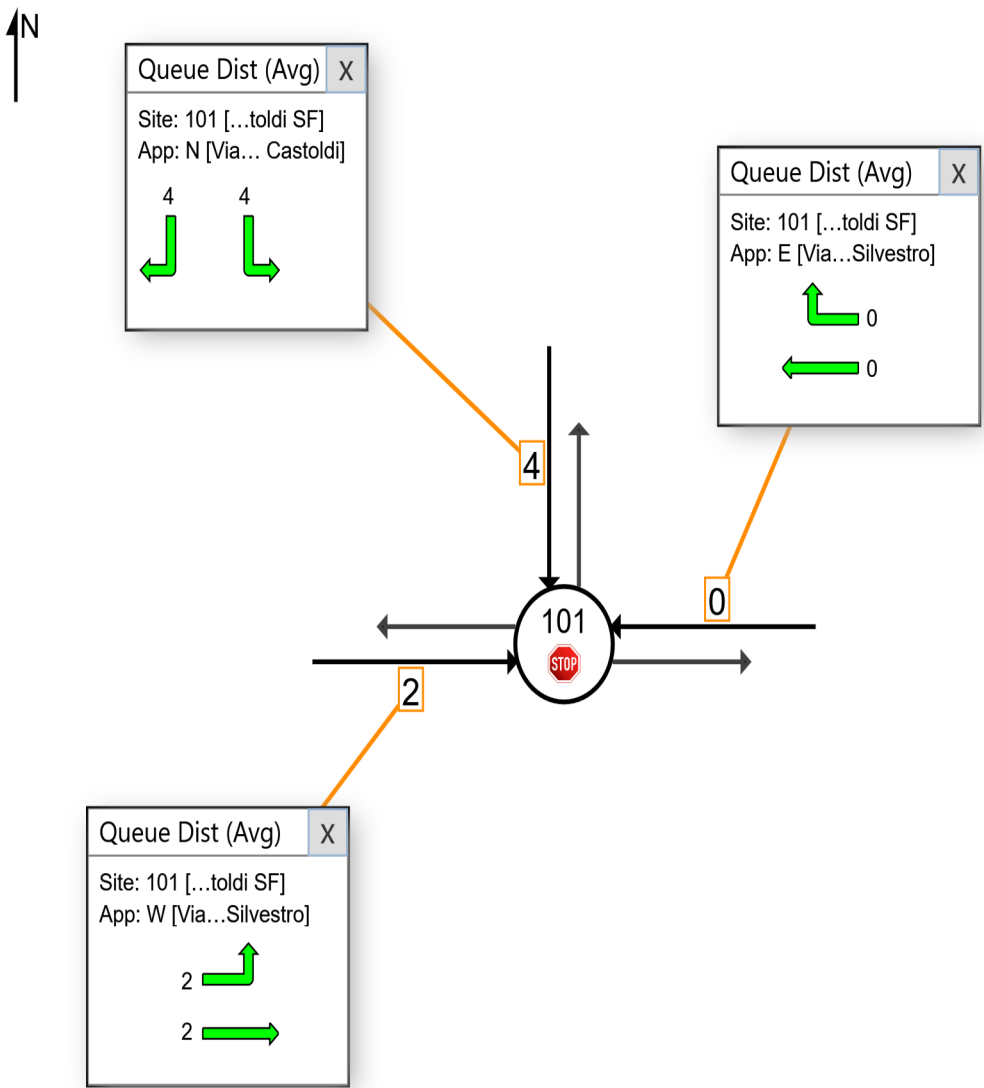 N
Queue Dist (Avg) X
Site: 101 [...toldi SF]
App: N [Via... Castoldi]
4 4
Queue Dist (Avg) X
Site: 101 [...toldi SF]
App: E [Via...Silvestro]
0
0
4
0
101
STOP
2
Queue Dist (Avg) X
Site: 101 [...toldi SF]
App: W [Via...Silvestro]
2
2